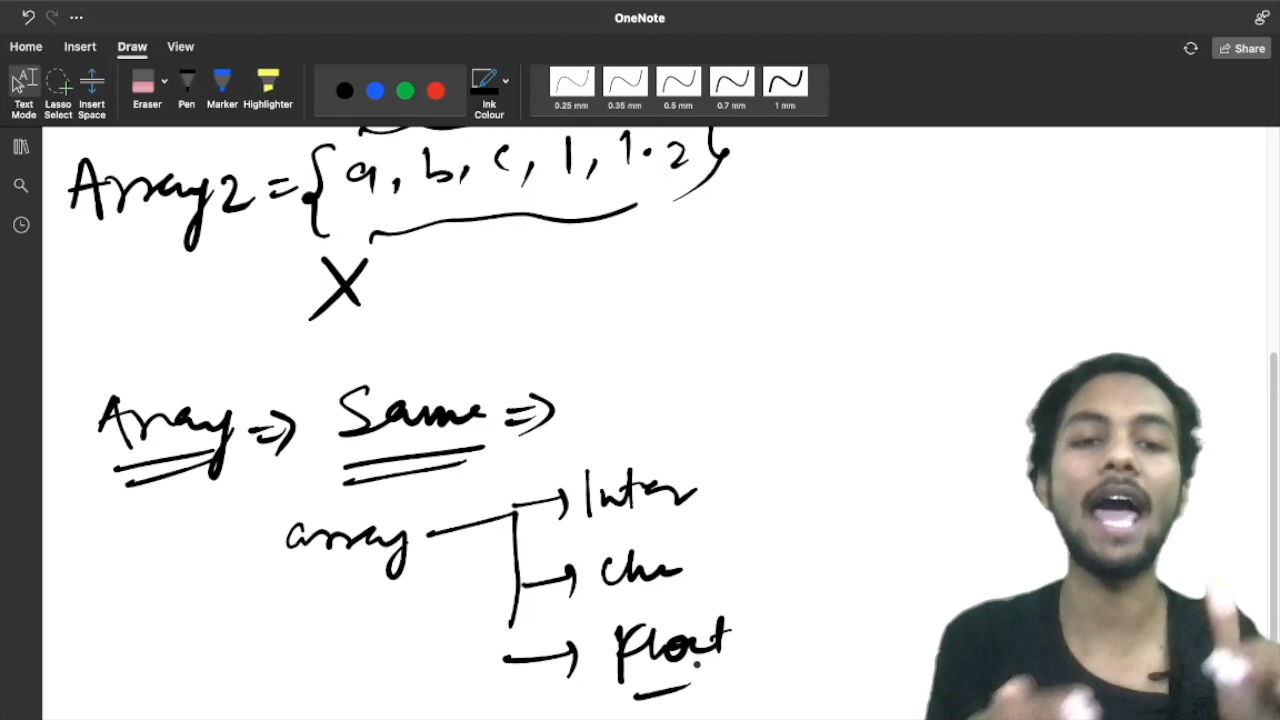 OneNote
Home Insert Draw View
Share
Text Mode
Lasso Select
Insert Space
Eraser
Pen
Marker
Highlighter
Ink Colour
0.25 mm
0.35 mm
0.5 mm
0.7 mm
1 mm
Array2 = { a, b, c, 1, 1.2 }
X
Array => Same =>
array → Inter
→ Cha
→ Float